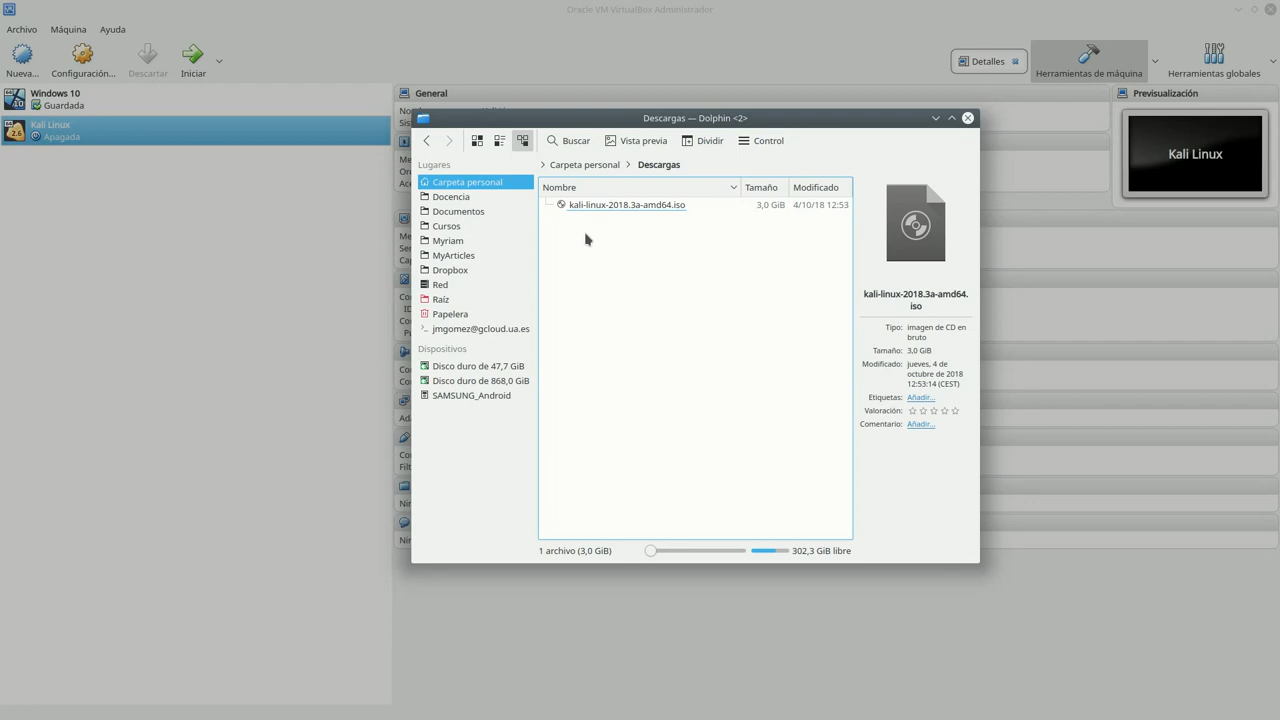 Oracle VM VirtualBox Administrador
Archivo Máquina Ayuda
Nueva... Configuración... Descartar Iniciar
Detalles Herramientas de máquina Herramientas globales
Windows 10
Guardada
Kali Linux
Apagada
General
Previsualización
Kali Linux
Descargas — Dolphin <2>
Buscar Vista previa Dividir Control
Lugares
Carpeta personal
Docencia
Documentos
Cursos
Myriam
MyArticles
Dropbox
Red
Raíz
Papelera
jmgomez@gcloud.ua.es
Dispositivos
Disco duro de 47,7 GiB
Disco duro de 868,0 GiB
SAMSUNG_Android
Carpeta personal Descargas
Nombre Tamaño Modificado
kali-linux-2018.3a-amd64.iso 3,0 GiB 4/10/18 12:53
1 archivo (3,0 GiB) 302,3 GiB libre
kali-linux-2018.3a-amd64.
iso
Tipo: imagen de CD en
bruto
Tamaño: 3,0 GiB
Modificado: jueves, 4 de
octubre de 2018
12:53:14 (CEST)
Etiquetas: Añadir...
Valoración:
Comentario: Añadir...